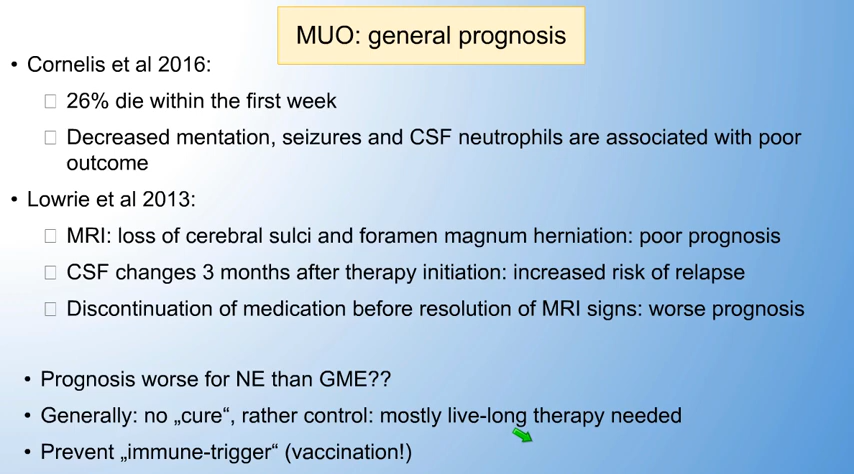 MUO: general prognosis
• Cornelis et al 2016:
26% die within the first week
Decreased mentation, seizures and CSF neutrophils are associated with poor
outcome
• Lowrie et al 2013:
MRI: loss of cerebral sulci and foramen magnum herniation: poor prognosis
CSF changes 3 months after therapy initiation: increased risk of relapse
Discontinuation of medication before resolution of MRI signs: worse prognosis
• Prognosis worse for NE than GME??
• Generally: no „cure“, rather control: mostly live-long therapy needed
• Prevent „immune-trigger“ (vaccination!)